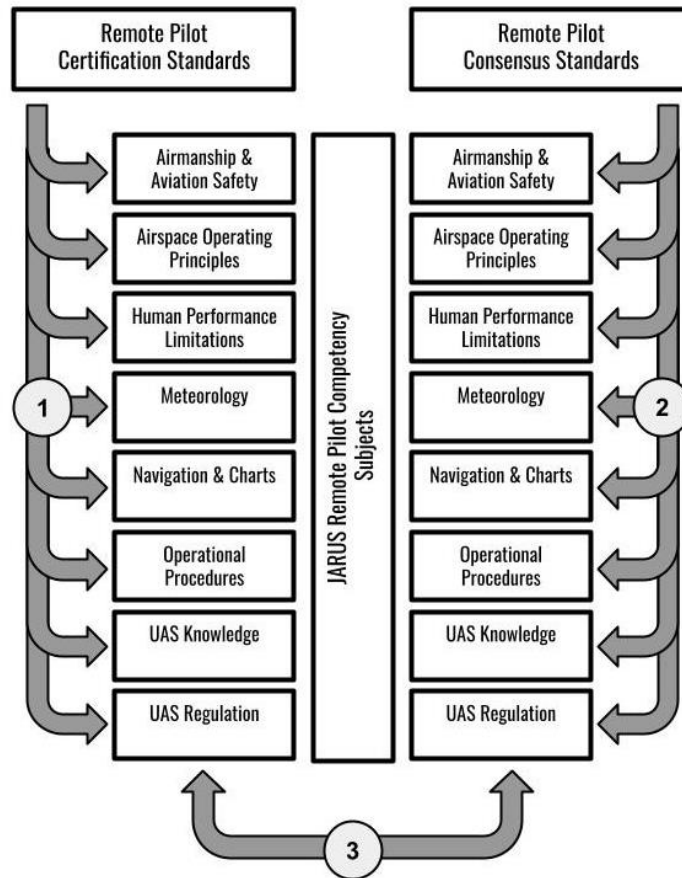 Remote Pilot
Certification Standards
Remote Pilot
Consensus Standards
Airmanship &
Aviation Safety
Airspace Operating
Principles
Human Performance
Limitations
Meteorology
Navigation & Charts
Operational
Procedures
UAS Knowledge
UAS Regulation
JARUS Remote Pilot Competency
Subjects
Airmanship &
Aviation Safety
Airspace Operating
Principles
Human Performance
Limitations
Meteorology
Navigation & Charts
Operational
Procedures
UAS Knowledge
UAS Regulation
1
2
3